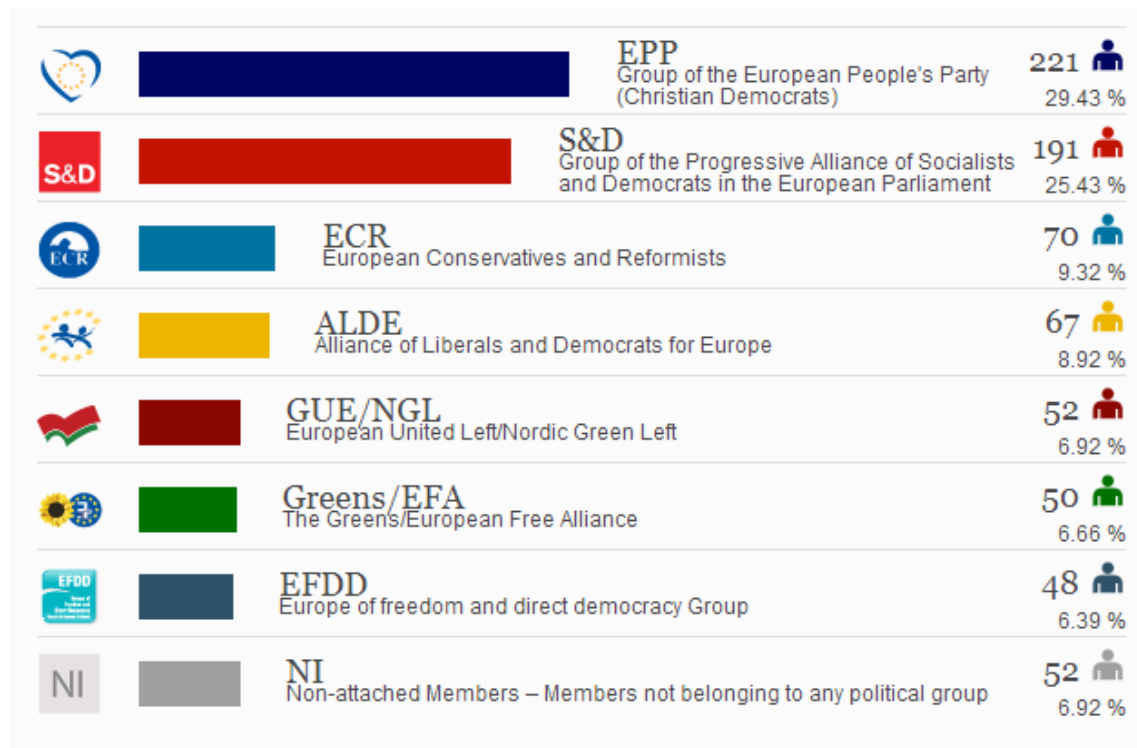 EPP
Group of the European People's Party
(Christian Democrats)
221
29.43 %
S&D
S&D
Group of the Progressive Alliance of Socialists
and Democrats in the European Parliament
191
25.43 %
ECR
ECR
European Conservatives and Reformists
70
9.32 %
ALDE
Alliance of Liberals and Democrats for Europe
67
8.92 %
GUE/NGL
European United Left/Nordic Green Left
52
6.92 %
Greens/EFA
The Greens/European Free Alliance
50
6.66 %
EFDD
EFDD
Europe of freedom and direct democracy Group
48
6.39 %
NI
NI
Non-attached Members – Members not belonging to any political group
52
6.92 %